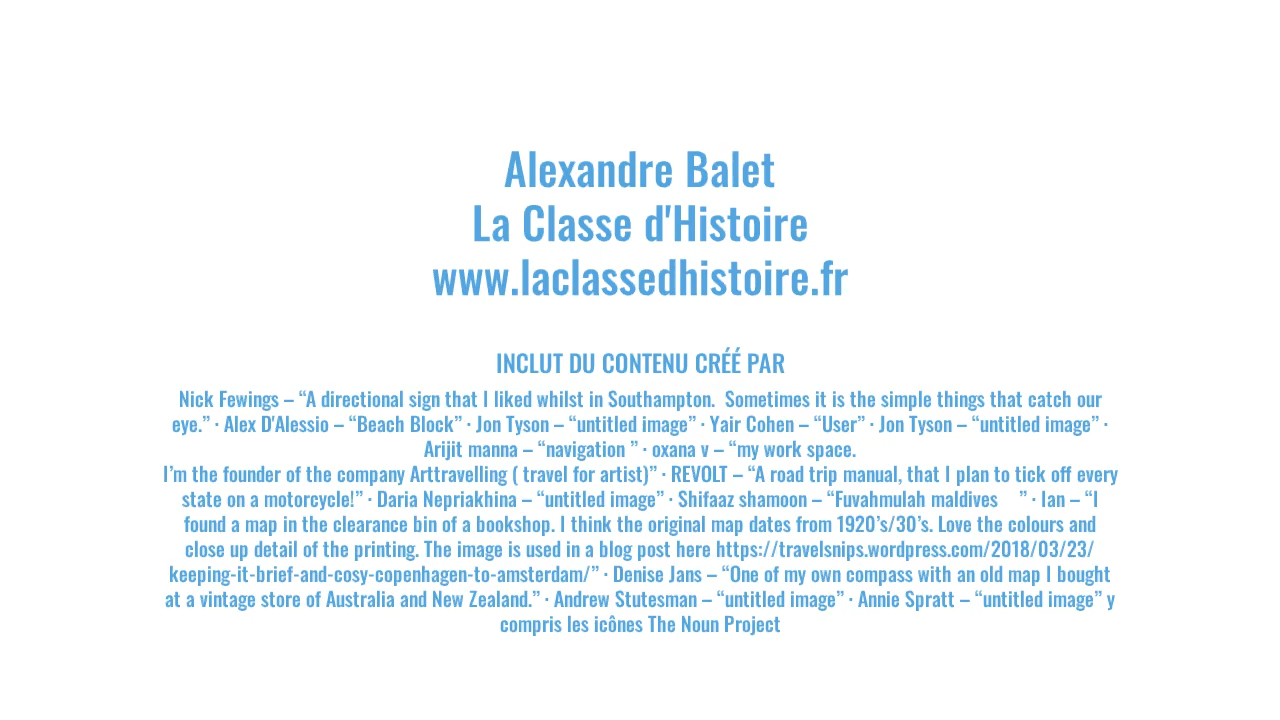 Alexandre Balet
La Classe d'Histoire
www.laclassedhistoire.fr
INCLUT DU CONTENU CRÉÉ PAR
Nick Fewings – “A directional sign that I liked whilst in Southampton.  Sometimes it is the simple things that catch our
eye.” · Alex D'Alessio – “Beach Block” · Jon Tyson – “untitled image” · Yair Cohen – “User” · Jon Tyson – “untitled image” ·
Arijit manna – “navigation ” · oxana v – “my work space.
I’m the founder of the company Arttravelling ( travel for artist)” · REVOLT – “A road trip manual, that I plan to tick off every
state on a motorcycle!” · Daria Nepriakhina – “untitled image” · Shifaaz shamoon – “Fuvahmulah maldives    ” · Ian – “I
found a map in the clearance bin of a bookshop. I think the original map dates from 1920’s/30’s. Love the colours and
close up detail of the printing. The image is used in a blog post here https://travelsnips.wordpress.com/2018/03/23/
keeping-it-brief-and-cosy-copenhagen-to-amsterdam/” · Denise Jans – “One of my own compass with an old map I bought
at a vintage store of Australia and New Zealand.” · Andrew Stutesman – “untitled image” · Annie Spratt – “untitled image” y
compris les icônes The Noun Project